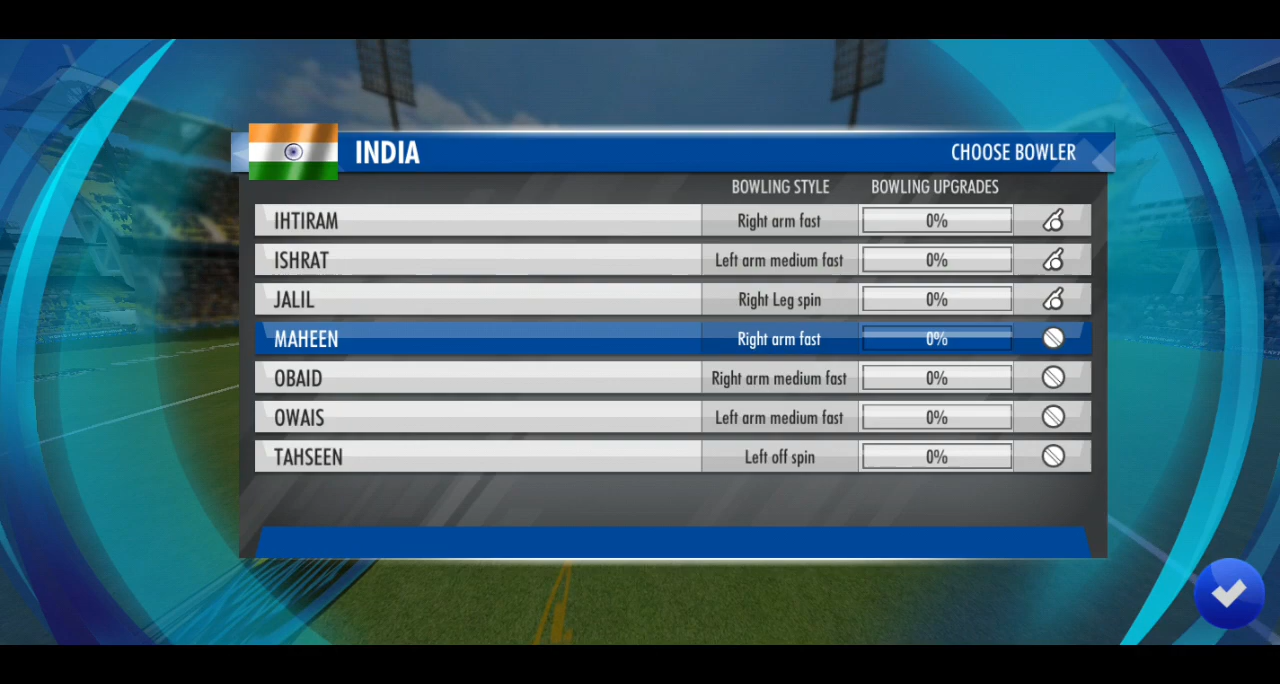 INDIA CHOOSE BOWLER
BOWLING STYLE BOWLING UPGRADES
IHTIRAM Right arm fast 0%
ISHRAT Left arm medium fast 0%
JALIL Right Leg spin 0%
MAHEEN Right arm fast 0%
OBAID Right arm medium fast 0%
OWAIS Left arm medium fast 0%
TAHSEEN Left off spin 0%